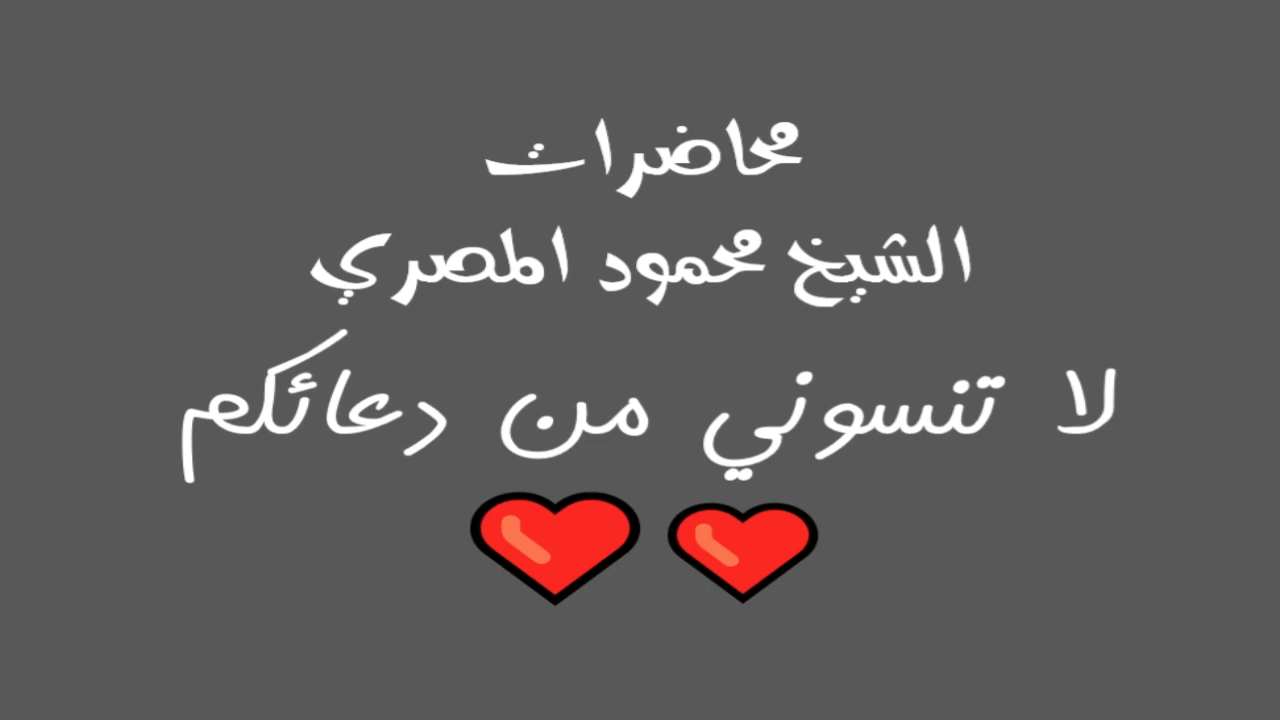 محاضرات
الشيخ محمود المصري
لا تنسوني من دعائكم